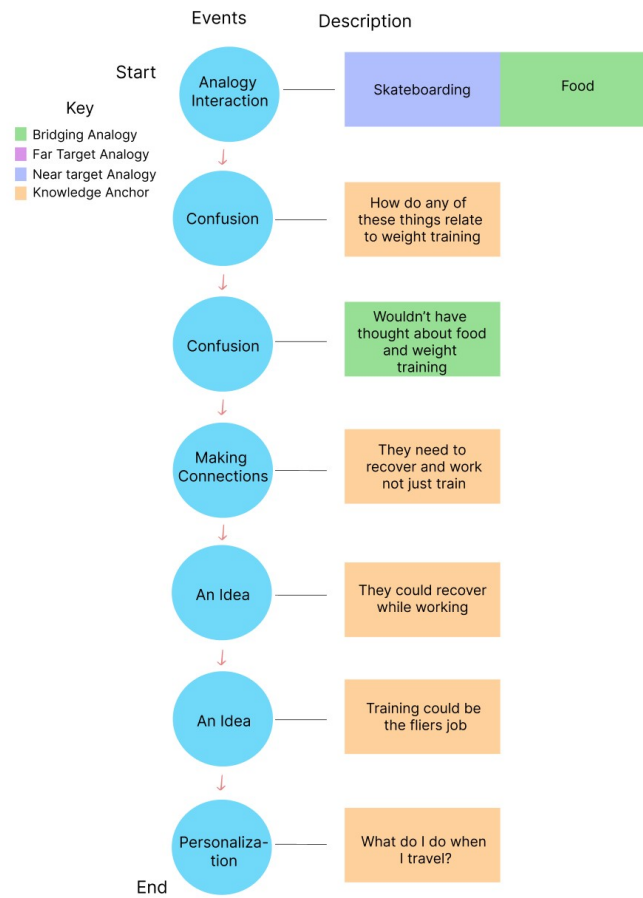 Events
Description
Start
Analogy
Interaction
Skateboarding
Food
Key
Bridging Analogy
Far Target Analogy
Near target Analogy
Knowledge Anchor
Confusion
How do any of
these things relate
to weight training
Confusion
Wouldn't have
thought about food
and weight
training
Making
Connections
They need to
recover and work
not just train
An Idea
They could recover
while working
An Idea
Training could be
the fliers job
Personaliza-
tion
What do I do when
I travel?
End